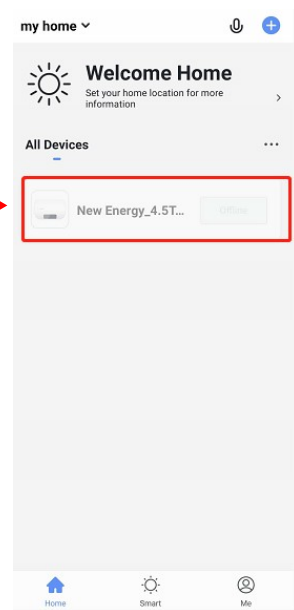 my home
Welcome Home
Set your home location for more
information
All Devices
New Energy_4.5T...
Offline
Home
Smart
Me